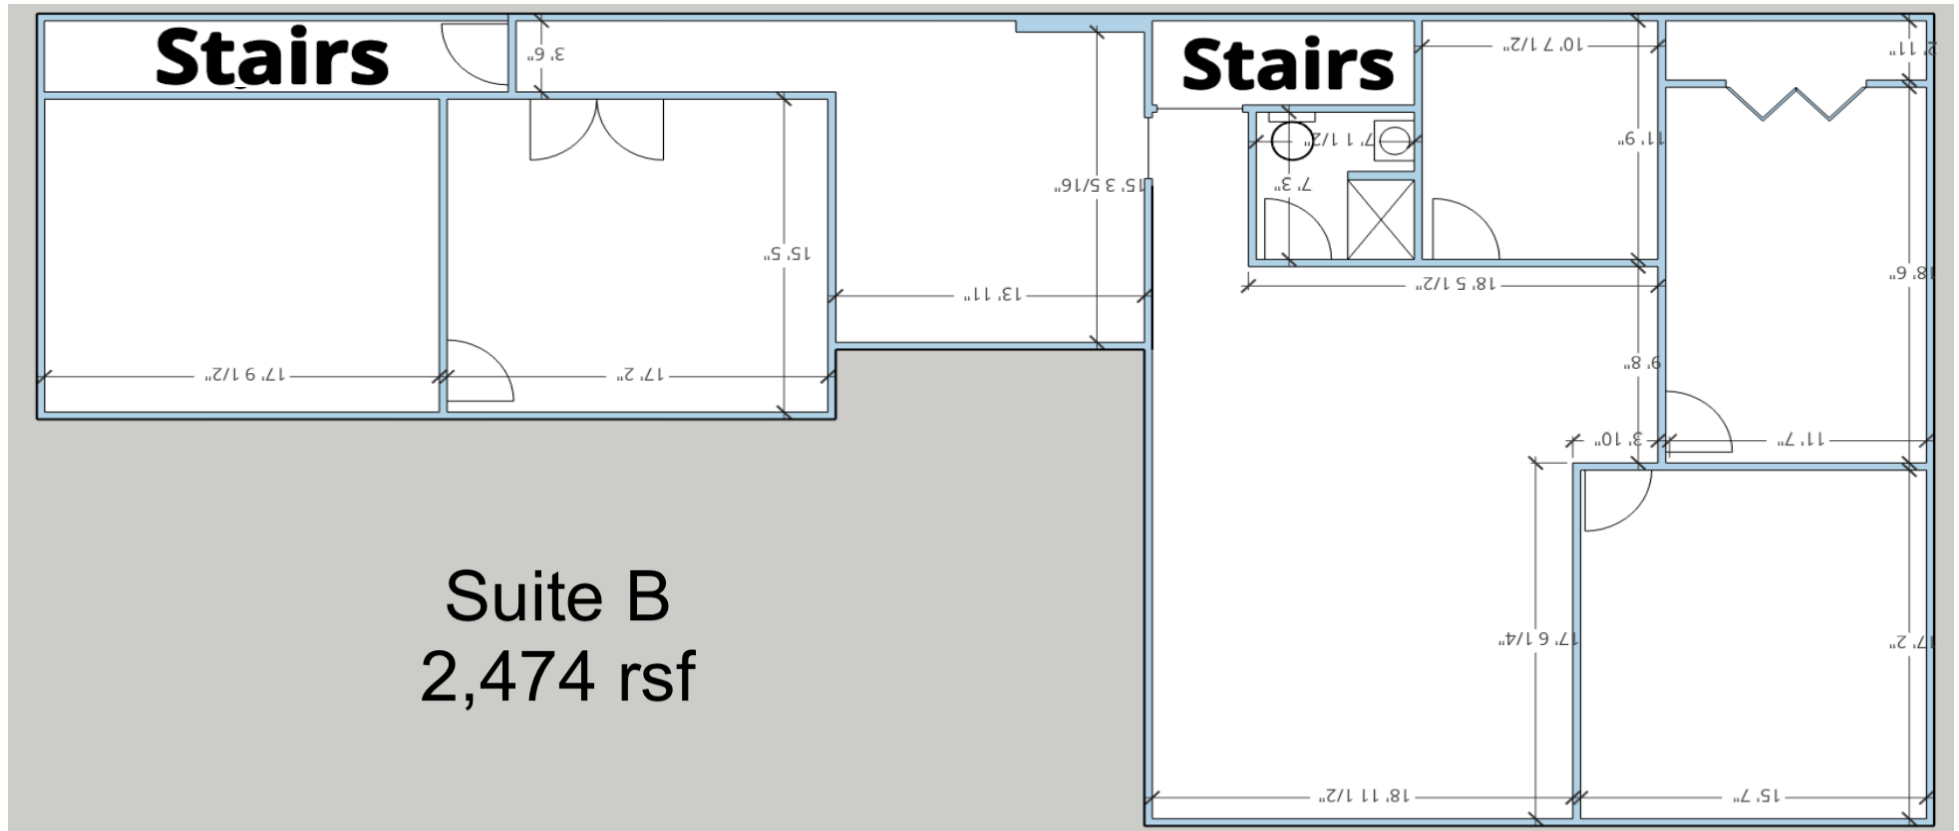 Stairs
Stairs
3' 6"
10' 7 1/2"
2' 11"
11' 9"
7' 1 1/2"
7' 3"
15' 3 5/16"
15' 5"
13' 11"
18' 5 1/2"
18' 6"
17' 9 1/2"
17' 2"
9' 8"
3' 10"
11' 7"
Suite B
2,474 rsf
17' 6 1/4"
17' 2"
18' 11 1/2"
15' 7"